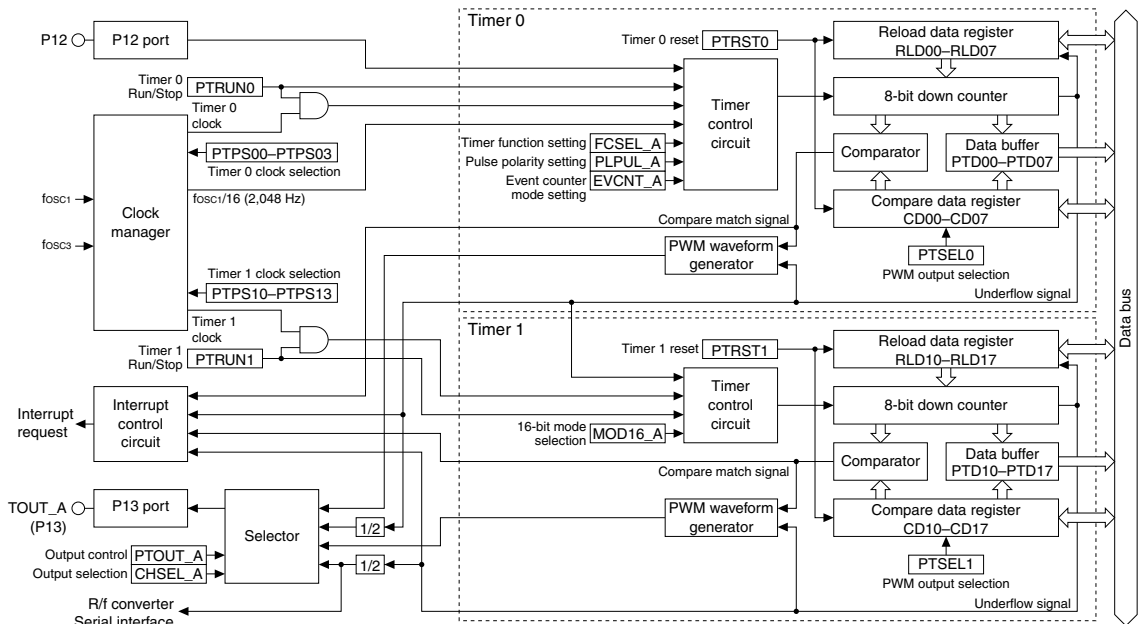 Timer 0
P12
P12 port
Timer 0 reset
PTRST0
Reload data register
RLD00–RLD07
Timer 0
Run/Stop
PTRUN0
Timer 0
clock
Timer
control
circuit
8-bit down counter
PTPS00–PTPS03
Timer 0 clock selection
Timer function setting
FCSEL_A
Pulse polarity setting
PLPUL_A
Event counter
mode setting
EVCNT_A
Comparator
Data buffer
PTD00–PTD07
fOSC1
fOSC3
Clock
manager
fOSC1/16 (2,048 Hz)
Compare data register
CD00–CD07
Compare match signal
PWM waveform
generator
PTSEL0
PWM output selection
Timer 1 clock selection
PTPS10–PTPS13
Underflow signal
Data bus
Timer 1
clock
Timer 1
Timer 1
Run/Stop
PTRUN1
Timer 1 reset
PTRST1
Reload data register
RLD10–RLD17
Interrupt
request
Interrupt
control
circuit
Timer
control
circuit
8-bit down counter
16-bit mode
selection
MOD16_A
Comparator
Data buffer
PTD10–PTD17
Compare match signal
TOUT_A
(P13)
P13 port
Selector
1/2
PWM waveform
generator
Compare data register
CD10–CD17
Output control
PTOUT_A
Output selection
CHSEL_A
1/2
PTSEL1
PWM output selection
R/f converter
Serial interface
Underflow signal